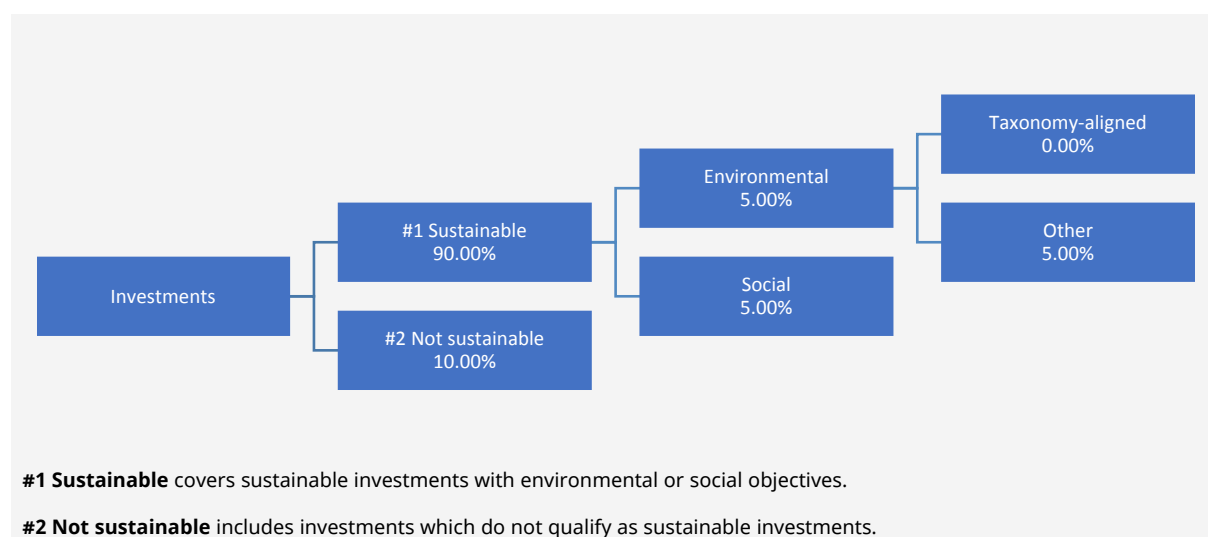 Investments
#1 Sustainable
90.00%
#2 Not sustainable
10.00%
Environmental
5.00%
Social
5.00%
Taxonomy-aligned
0.00%
Other
5.00%
#1 Sustainable covers sustainable investments with environmental or social objectives.
#2 Not sustainable includes investments which do not qualify as sustainable investments.